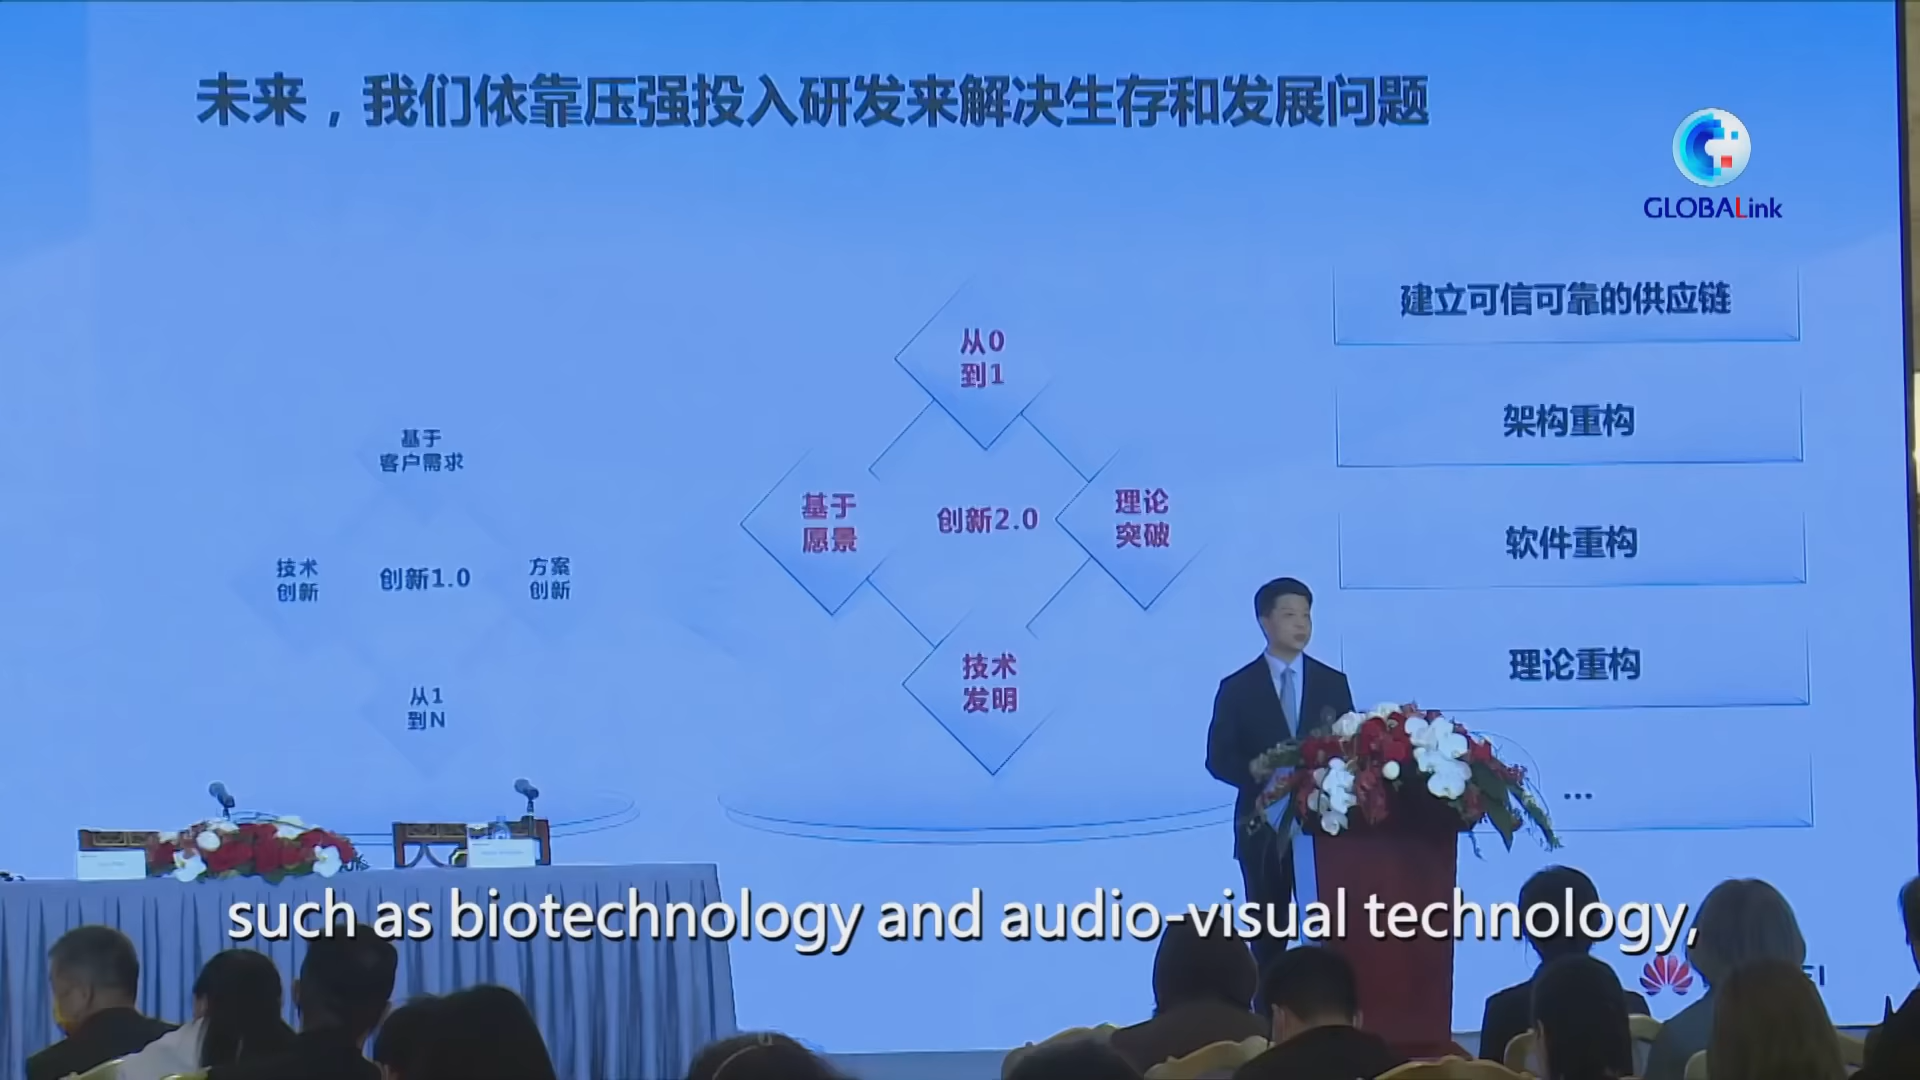 未来，我们依靠压强投入研发来解决生存和发展问题
GLOBALink
建立可信可靠的供应链
从0
到1
架构重构
基于
客户需求
基于
愿景
创新2.0
理论
突破
软件重构
技术
创新
创新1.0
方案
创新
理论重构
技术
发明
从1
到N
...
such as biotechnology and audio-visual technology,